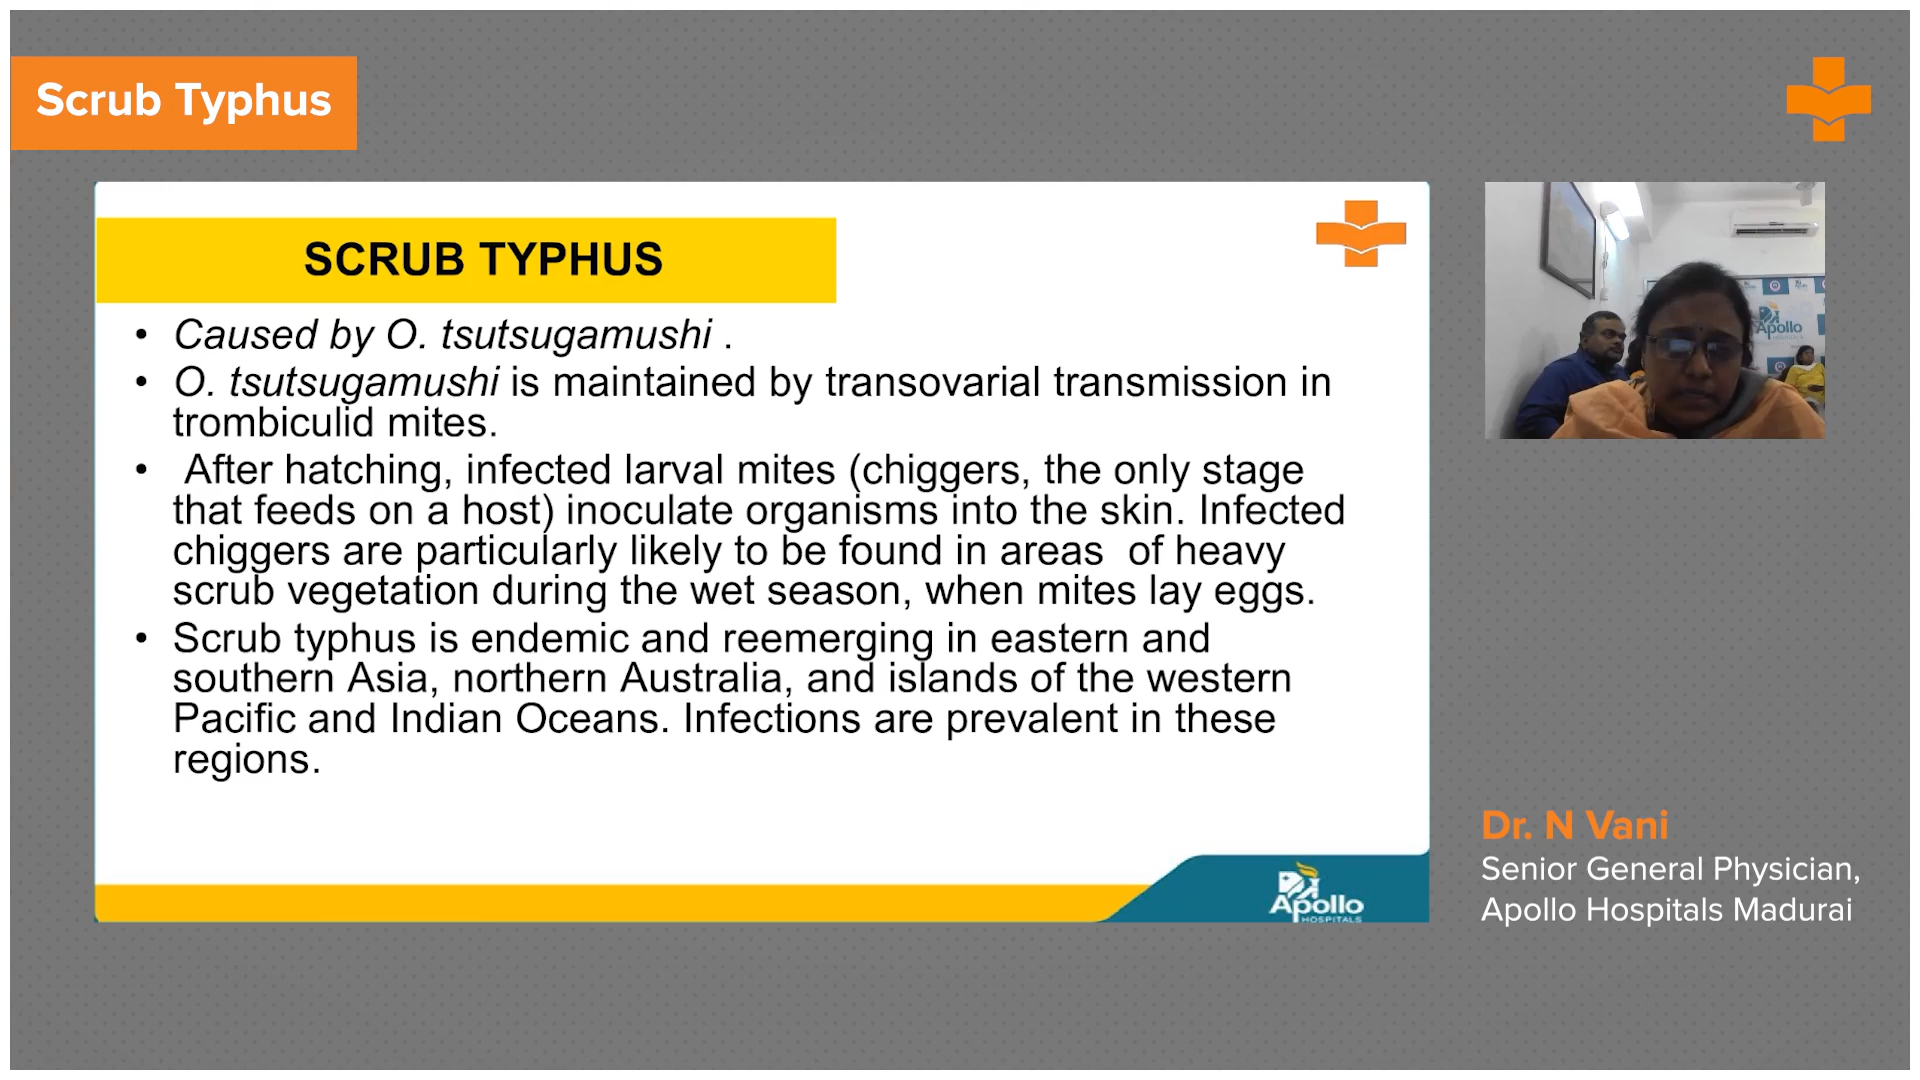 Scrub Typhus
SCRUB TYPHUS
• Caused by O. tsutsugamushi .
• O. tsutsugamushi is maintained by transovarial transmission in
trombiculid mites.
• After hatching, infected larval mites (chiggers, the only stage
that feeds on a host) inoculate organisms into the skin. Infected
chiggers are particularly likely to be found in areas of heavy
scrub vegetation during the wet season, when mites lay eggs.
• Scrub typhus is endemic and reemerging in eastern and
southern Asia, northern Australia, and islands of the western
Pacific and Indian Oceans. Infections are prevalent in these
regions.
Apollo
HOSPITALS
Apollo
Dr. N Vani
Senior General Physician,
Apollo Hospitals Madurai